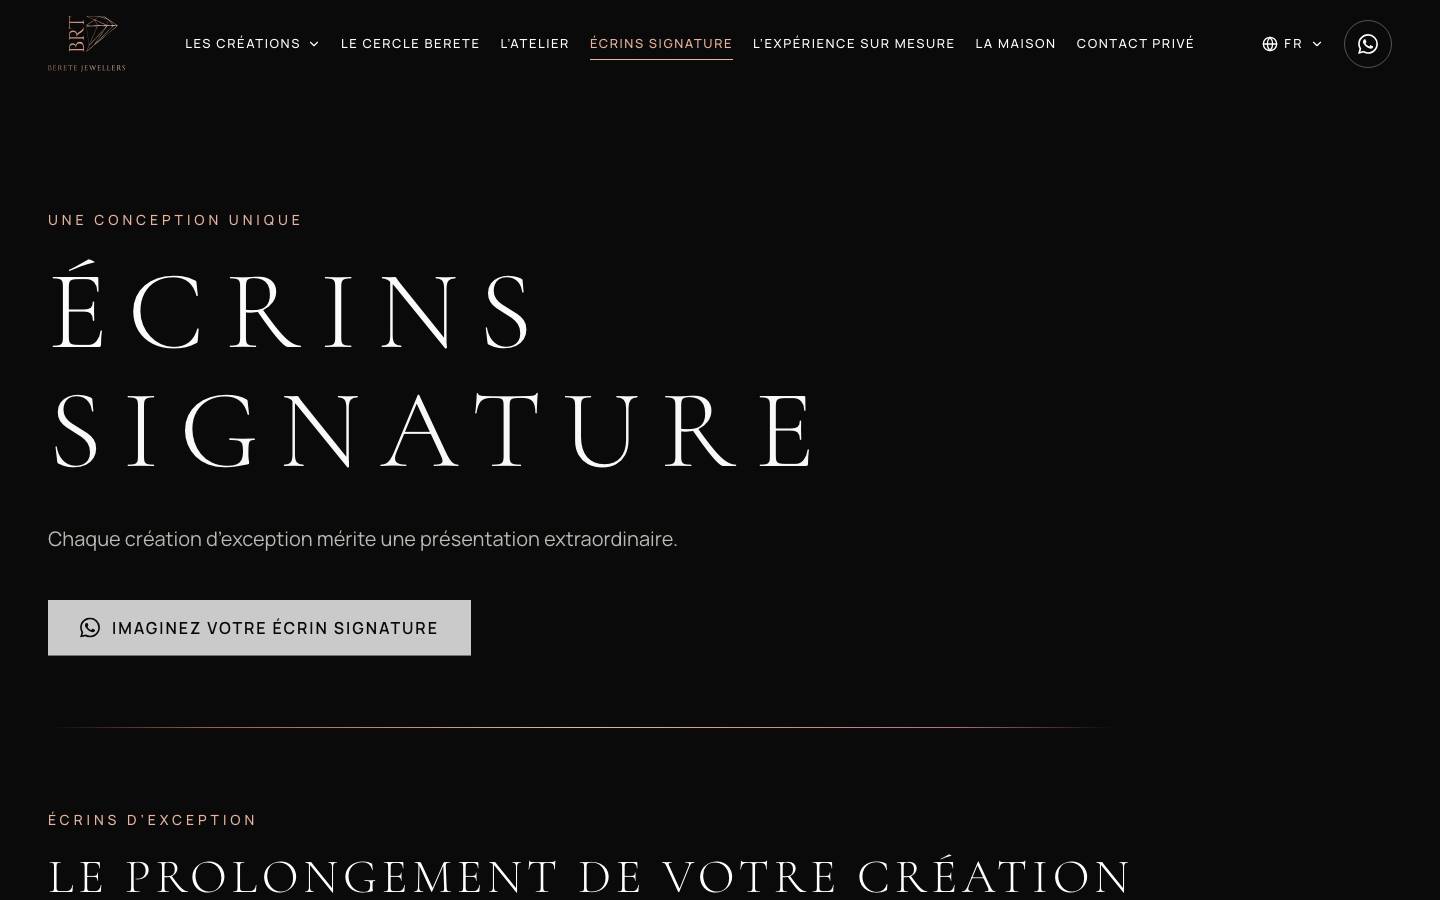 BRT
BERETE JEWELLERS
LES CRÉATIONS
LE CERCLE BERETE
L’ATELIER
ÉCRINS SIGNATURE
L’EXPÉRIENCE SUR MESURE
LA MAISON
CONTACT PRIVÉ
FR
UNE CONCEPTION UNIQUE
ÉCRINS
SIGNATURE
Chaque création d’exception mérite une présentation extraordinaire.
IMAGINEZ VOTRE ÉCRIN SIGNATURE
ÉCRINS D’EXCEPTION
LE PROLONGEMENT DE VOTRE CRÉATION